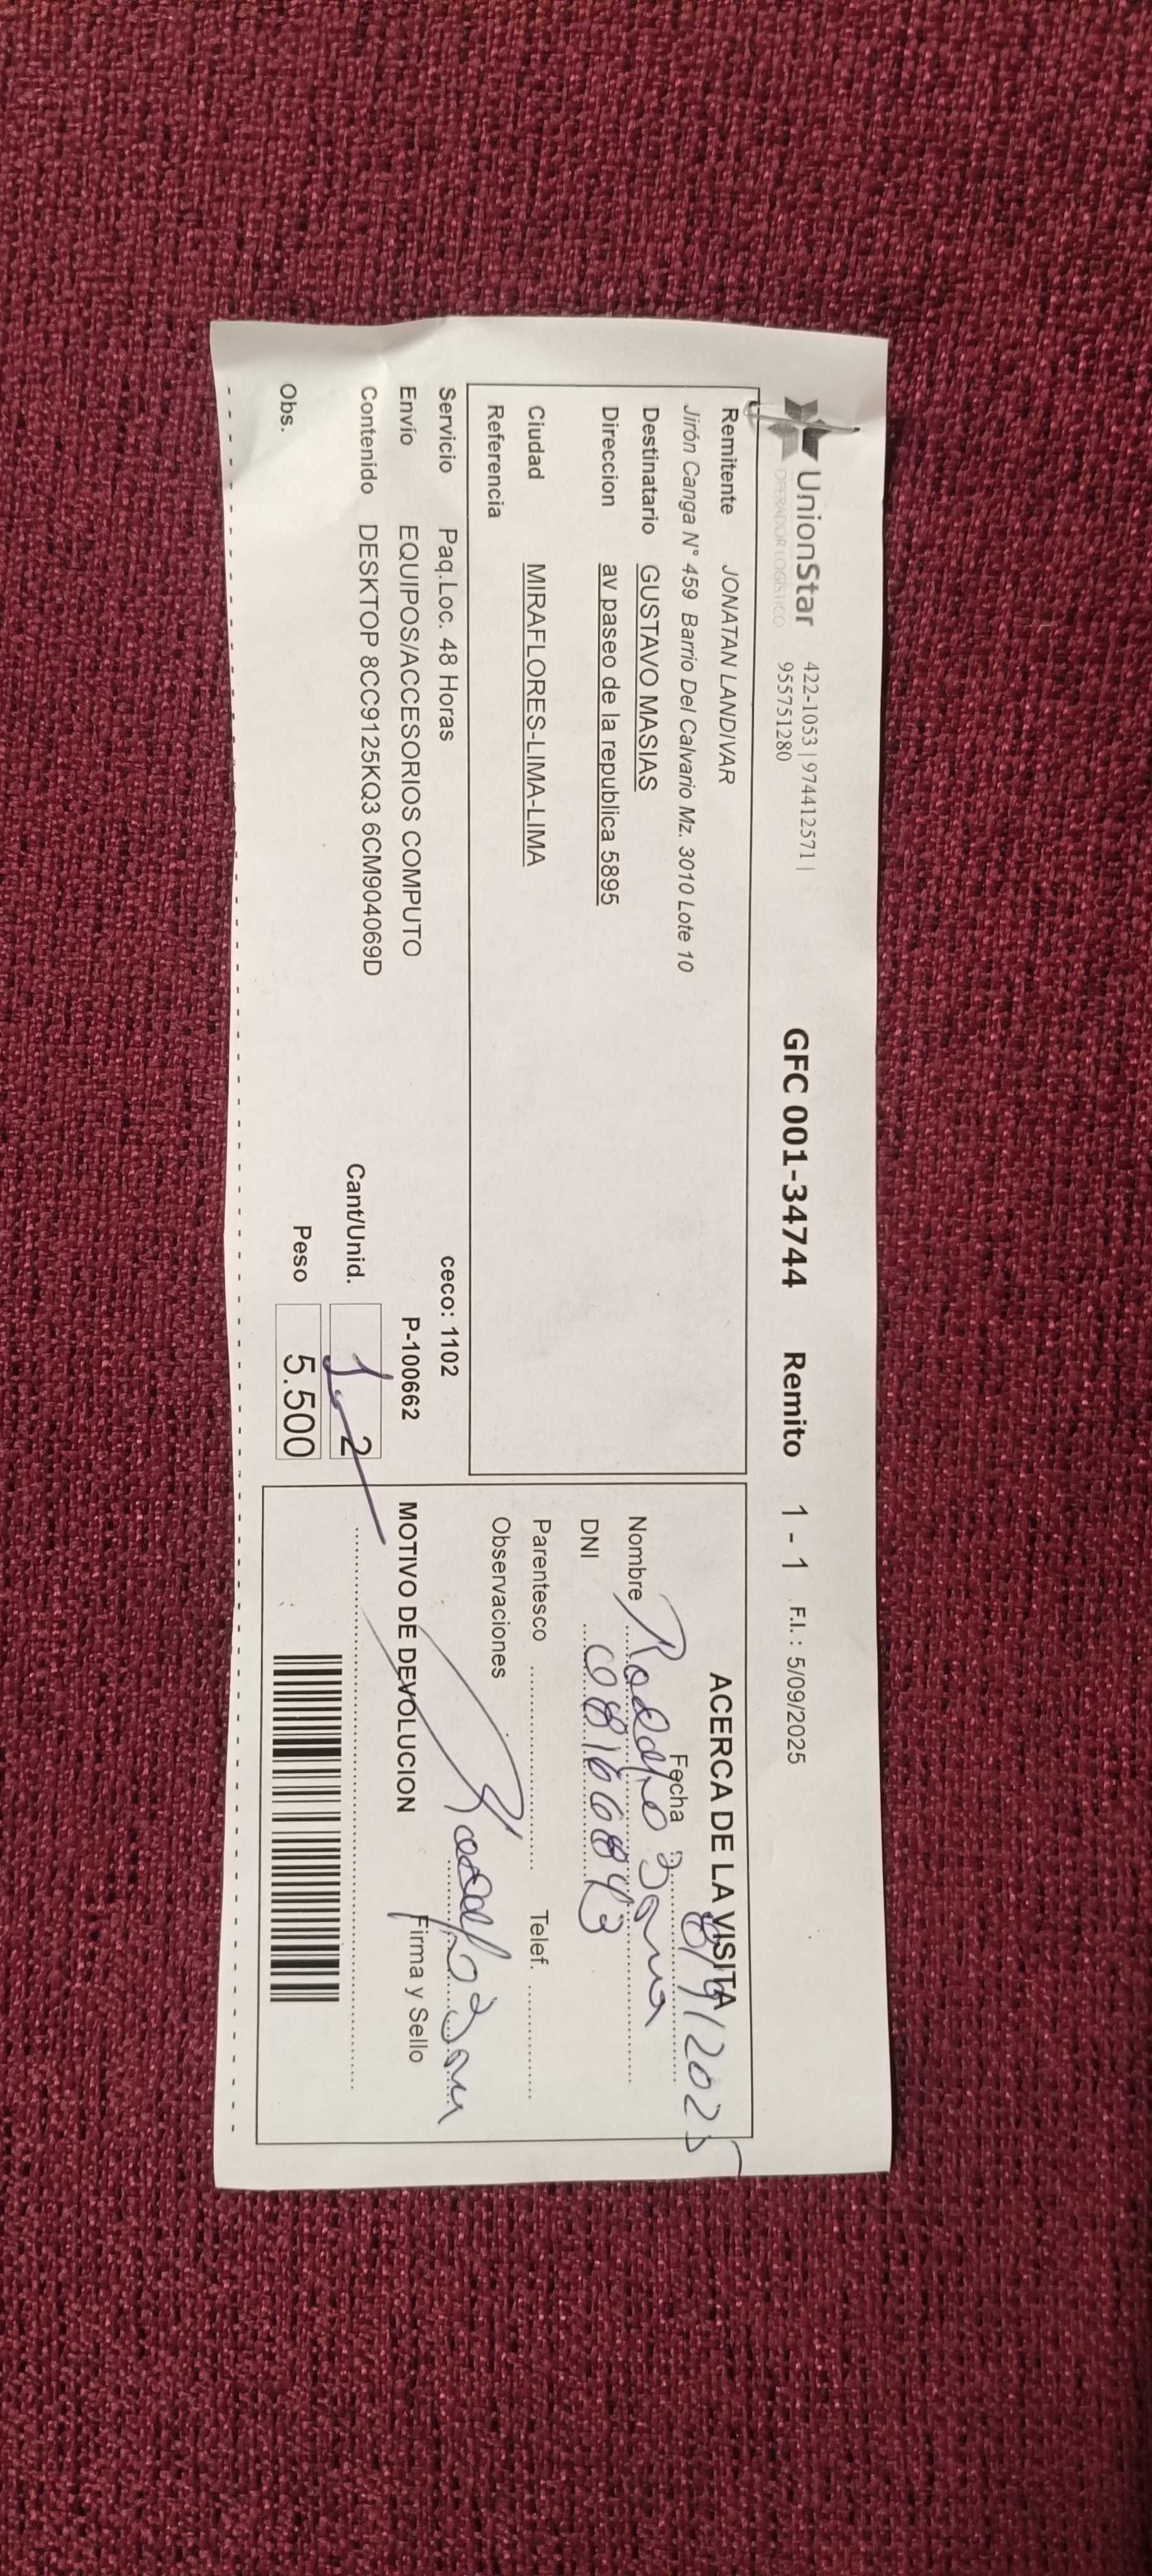 UnionStar
OPERADOR LOGÍSTICO
422-1053 | 974412571 |
955751280
GFC 001-34744 Remito 1 - 1 F.I. : 5/09/2025
Remitente JONATAN LANDIVAR
Jirón Canga N° 459 Barrio Del Calvario Mz. 3010 Lote 10
Destinatario GUSTAVO MASIAS
Direccion av paseo de la republica 5895
Ciudad MIRAFLORES-LIMA-LIMA
Referencia
Servicio Paq.Loc. 48 Horas ceco: 1102
Envío EQUIPOS/ACCESORIOS COMPUTO P-100662
Contenido DESKTOP 8CC9125KQ3 6CM904069D
Cant/Unid. 1 2
Obs. Peso 5.500
ACERCA DE LA VISITA
Fecha 8/9/2025
Nombre
DNI
Parentesco Telef.
Observaciones
Firma y Sello
MOTIVO DE DEVOLUCION